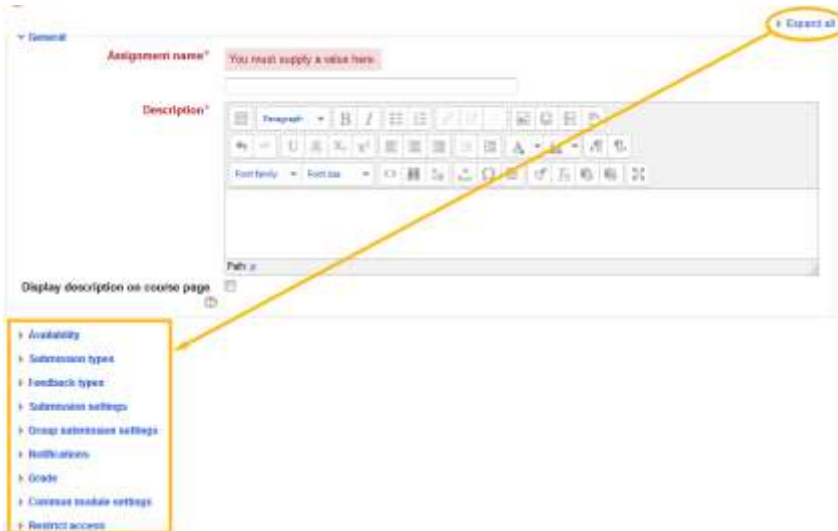 Expand all
General
Assignment name*
You must supply a value here.
Description*
Paragraph
Font family Font size
Path: p
Display description on course page
Availability
Submission types
Feedback types
Submission settings
Group submission settings
Notifications
Grade
Common module settings
Restrict access